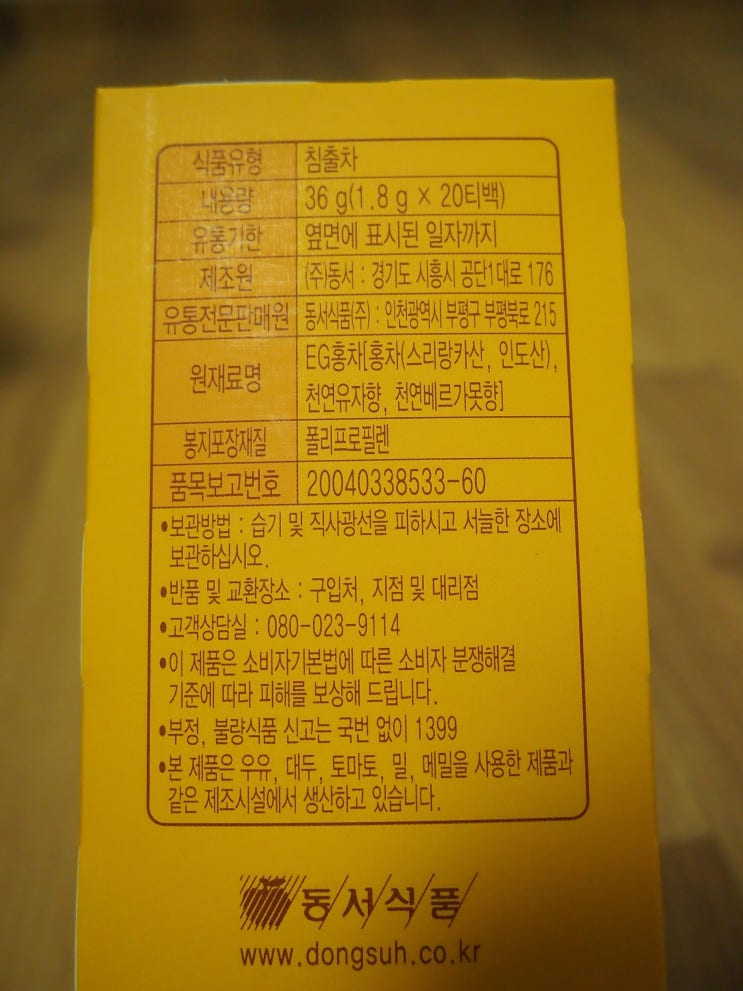 식품유형 침출차
내용량 36 g(1.8 g × 20티백)
유통기한 옆면에 표시된 일자까지
제조원 (주)동서 : 경기도 시흥시 공단1대로 176
유통전문판매원 동서식품(주) : 인천광역시 부평구 부평북로 215
원재료명 EG홍차[홍차(스리랑카산, 인도산),
천연유자향, 천연베르가못향]
봉지포장재질 폴리프로필렌
품목보고번호 20040338533-60
•보관방법 : 습기 및 직사광선을 피하시고 서늘한 장소에
보관하십시오.
•반품 및 교환장소 : 구입처, 지점 및 대리점
•고객상담실 : 080-023-9114
•이 제품은 소비자기본법에 따른 소비자 분쟁해결
기준에 따라 피해를 보상해 드립니다.
•부정, 불량식품 신고는 국번 없이 1399
•본 제품은 우유, 대두, 토마토, 밀, 메밀을 사용한 제품과
같은 제조시설에서 생산하고 있습니다.
동서식품
www.dongsuh.co.kr